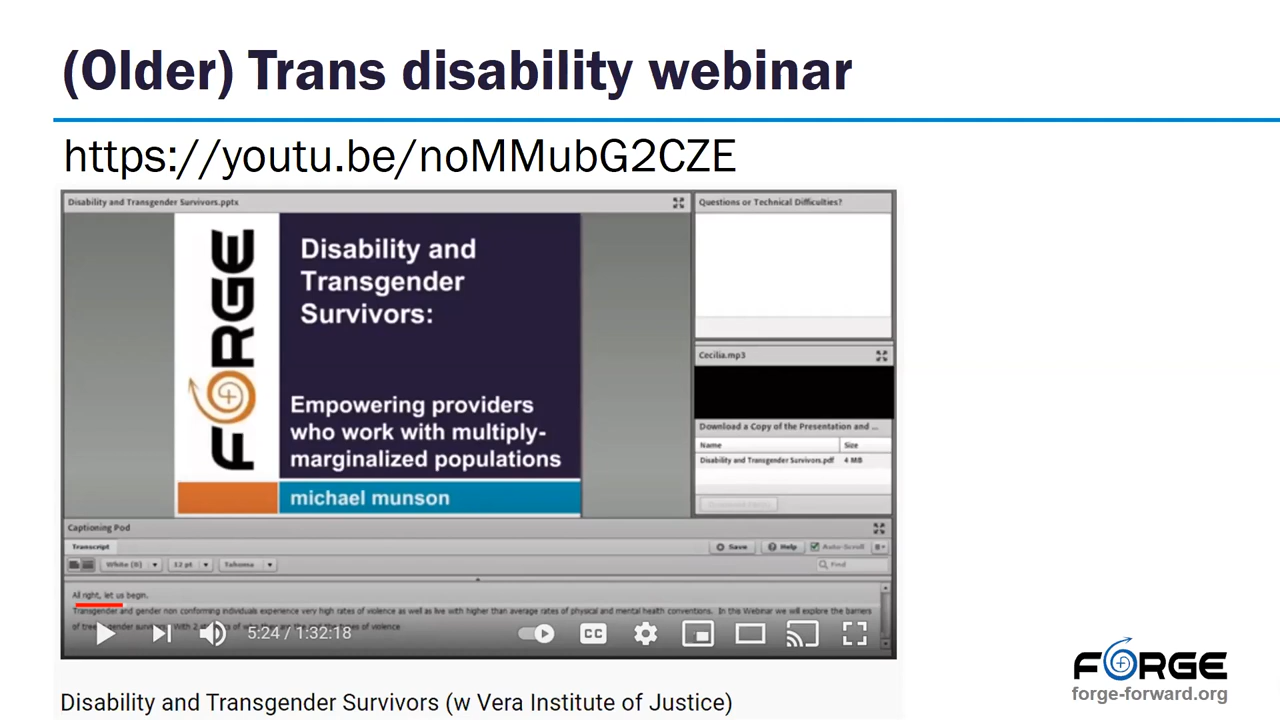 (Older) Trans disability webinar
https://youtu.be/noMMubG2CZE
Disability and Transgender Survivors.pptx
Questions or Technical Difficulties?
FORGE
Disability and
Transgender
Survivors:
Empowering providers
who work with multiply-
marginalized populations
michael munson
Cecilia.mp3
Download a Copy of the Presentation and ...
Name Size
Disability and Transgender Survivors.pdf 4 MB
Captioning Pod
Transcript
Save Help Auto-Scroll
White (B) 12 pt Tahoma Find
All right, let us begin.
Transgender and gender non conforming individuals experience very high rates of violence as well as live with higher than average rates of physical and mental health conventions. In this Webinar we will explore the barriers
5:24 / 1:32:18
CC
Disability and Transgender Survivors (w Vera Institute of Justice)
FORGE
forge-forward.org